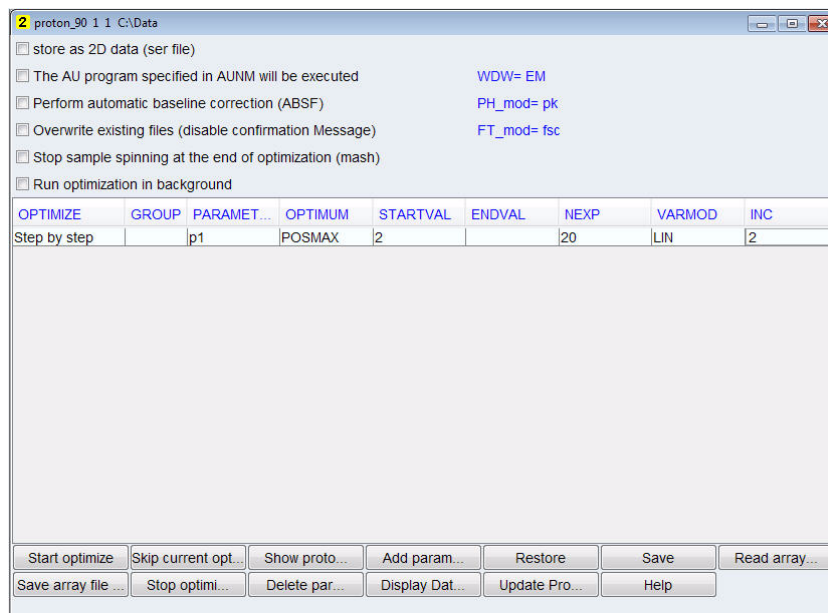 2 proton_90 1 1 C:\Data
store as 2D data (ser file)
The AU program specified in AUNM will be executed WDW= EM
Perform automatic baseline correction (ABSF) PH_mod= pk
Overwrite existing files (disable confirmation Message) FT_mod= fsc
Stop sample spinning at the end of optimization (mash)
Run optimization in background
OPTIMIZE GROUP PARAMET... OPTIMUM STARTVAL ENDVAL NEXP VARMOD INC
Step by step p1 POSMAX 2 20 LIN 2
Start optimize Skip current opt... Show proto... Add param... Restore Save Read array...
Save array file ... Stop optimi... Delete par... Display Dat... Update Pro... Help